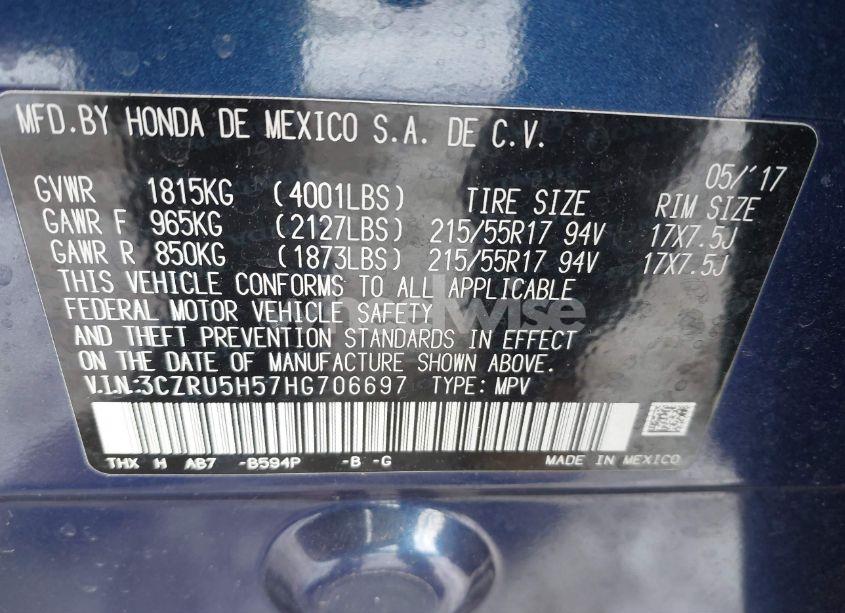 MFD.BY HONDA DE MEXICO S.A. DE C.V.
05/'17
GVWR 1815KG (4001LBS) TIRE SIZE RIM SIZE
GAWR F 965KG (2127LBS) 215/55R17 94V 17X7.5J
GAWR R 850KG (1873LBS) 215/55R17 94V 17X7.5J
THIS VEHICLE CONFORMS TO ALL APPLICABLE
FEDERAL MOTOR VEHICLE SAFETY
AND THEFT PREVENTION STANDARDS IN EFFECT
ON THE DATE OF MANUFACTURE SHOWN ABOVE.
V.I.N:3CZRU5H57HG706697 TYPE: MPV
THX H AB7 -B594P -B -G MADE IN MEXICO